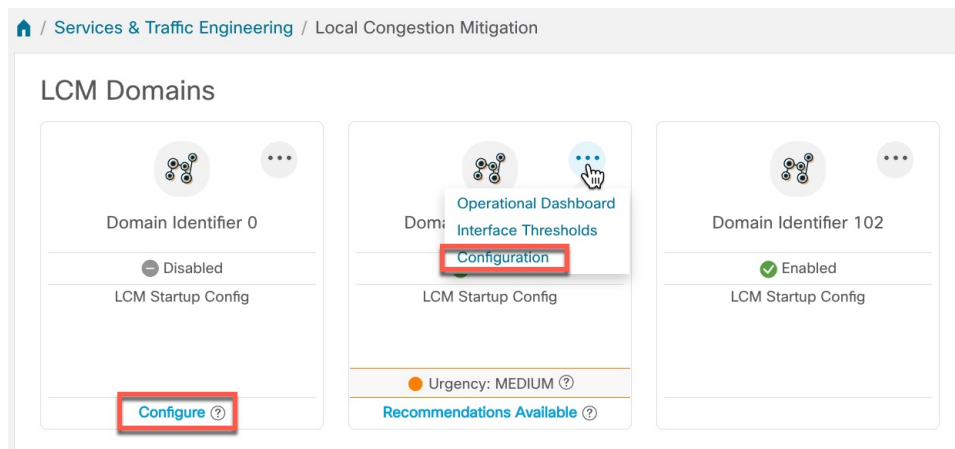 / Services & Traffic Engineering / Local Congestion Mitigation
LCM Domains
Domain Identifier 0
Disabled
LCM Startup Config
Configure ?
Operational Dashboard
Interface Thresholds
Configuration
LCM Startup Config
Urgency: MEDIUM ?
Recommendations Available ?
Domain Identifier 102
Enabled
LCM Startup Config